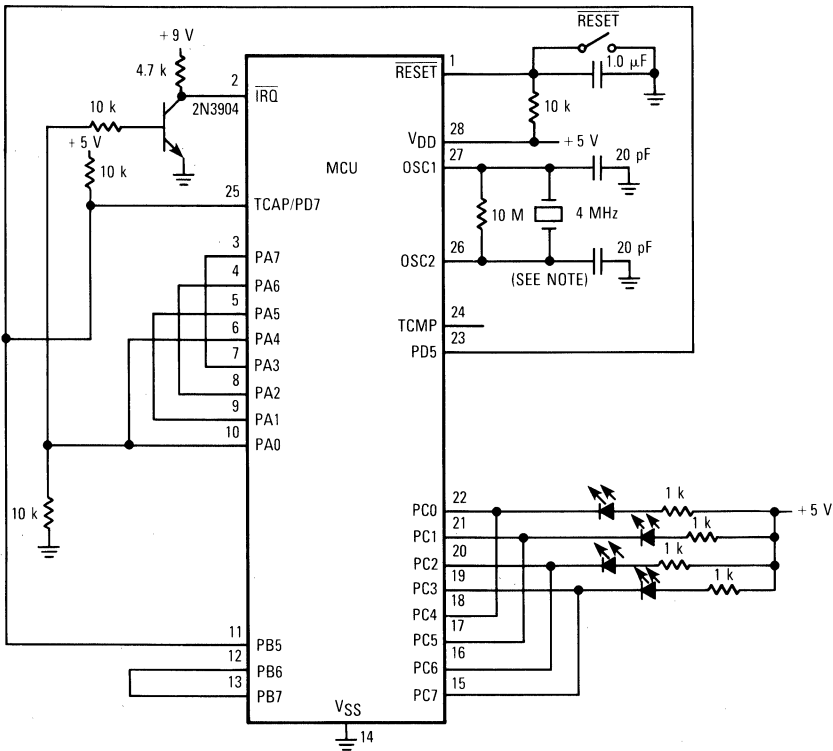 RESET
+ 9 V
4.7 k
2
IRQ
2N3904
1
RESET
1.0 µF
10 k
10 k
+ 5 V
10 k
28
VDD
+ 5 V
27
OSC1
20 pF
MCU
25
TCAP/PD7
10 M
4 MHz
26
OSC2
20 pF
(SEE NOTE)
3
PA7
4
PA6
5
PA5
6
PA4
7
PA3
8
PA2
9
PA1
10
PA0
24
TCMP
23
PD5
10 k
22
PC0
1 k
+ 5 V
21
PC1
1 k
20
PC2
1 k
19
PC3
1 k
18
PC4
17
PC5
16
PC6
15
PC7
11
PB5
12
PB6
13
PB7
VSS
14